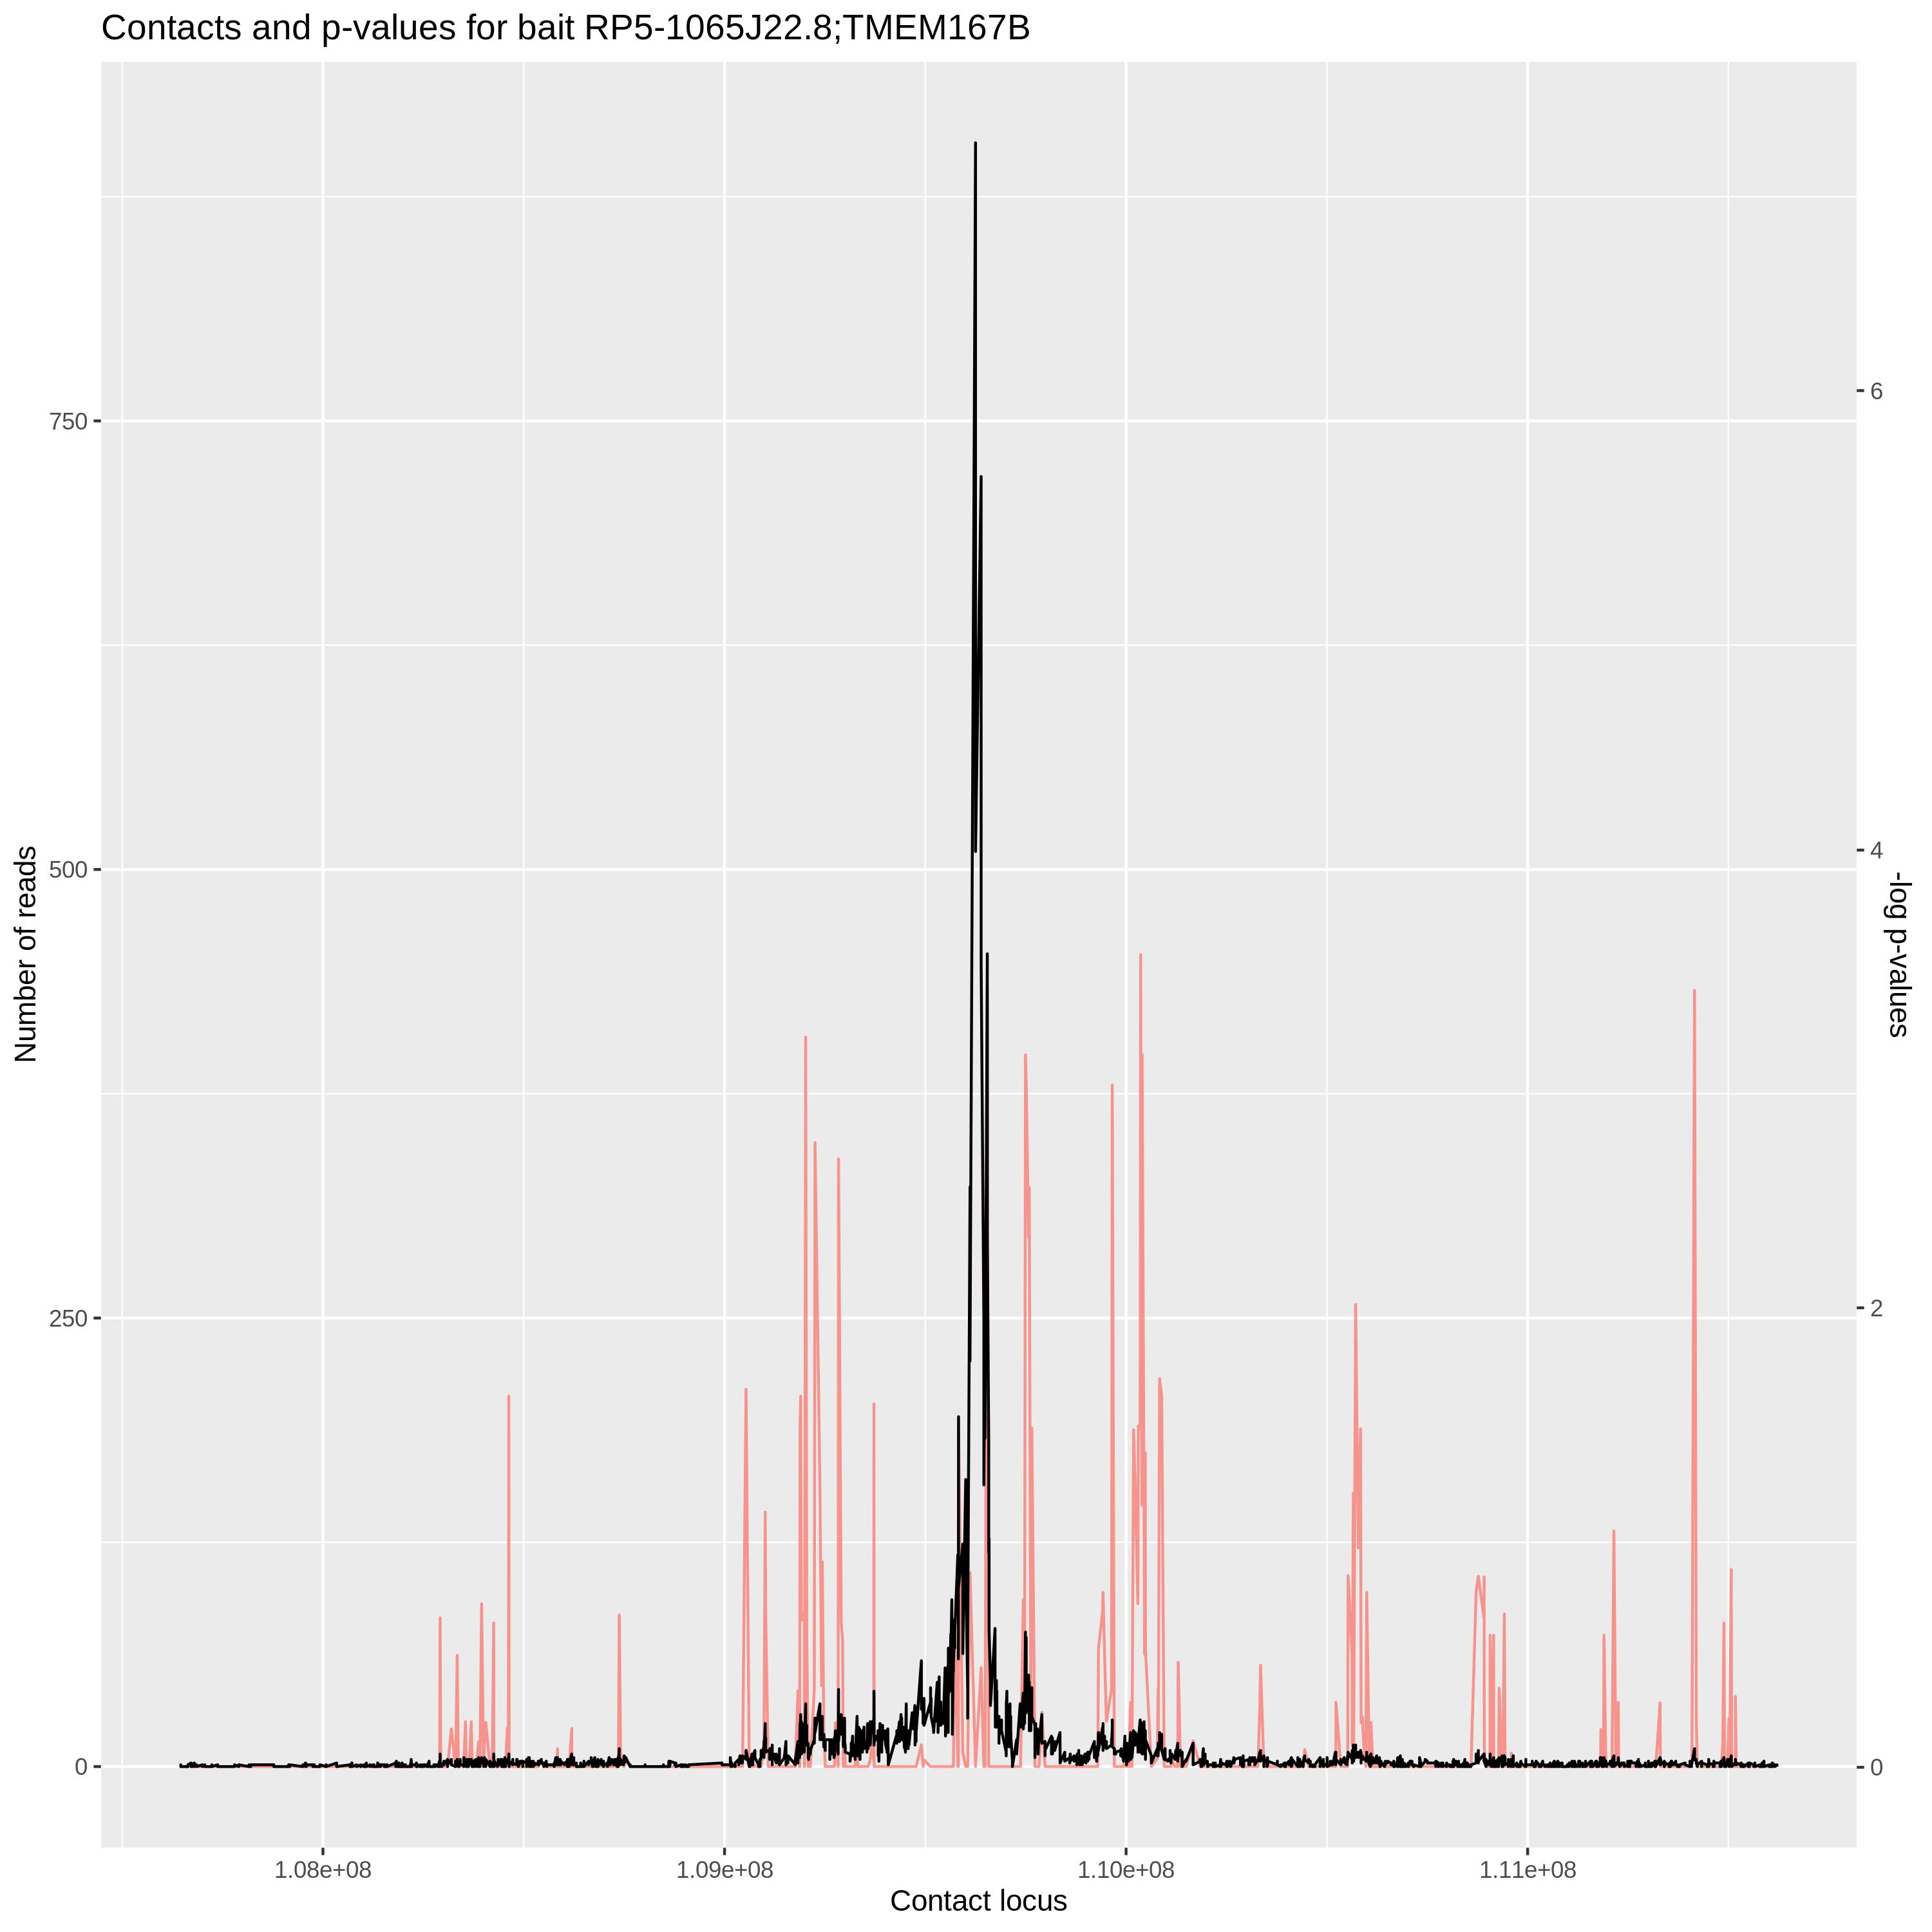 Contacts and p-values for bait RP5-1065J22.8;TMEM167B
Number of reads
750
500
250
0
6
4
2
0
-log p-values
1.08e+08 1.09e+08 1.10e+08 1.11e+08
Contact locus